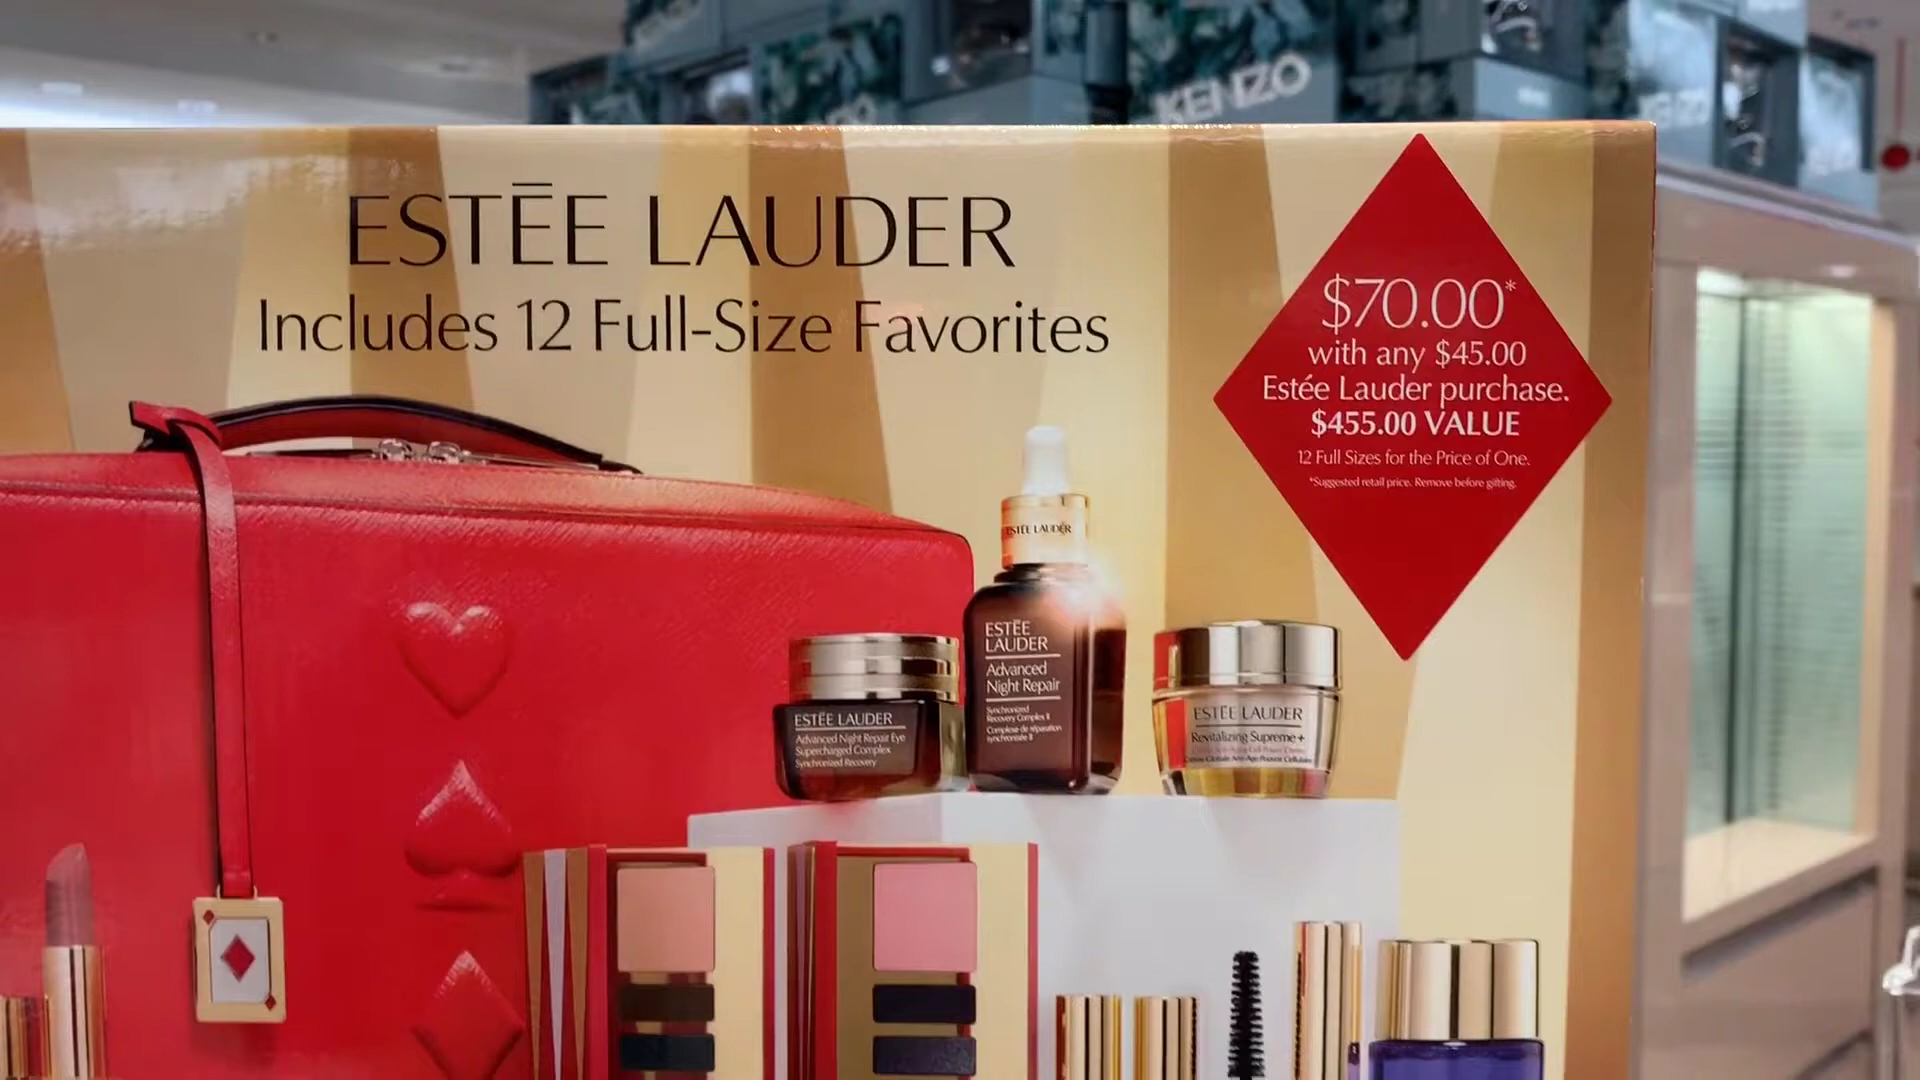 KENZO
ESTĒE LAUDER
Includes 12 Full-Size Favorites
$70.00*
with any $45.00
Estée Lauder purchase.
$455.00 VALUE
12 Full Sizes for the Price of One.
*Suggested retail price. Remove before gifting.
ESTĒE LAUDER
ESTĒE
LAUDER
Advanced
Night Repair
Synchronized
Recovery Complex II
Complexe de réparation
synchronisée II
ESTĒE LAUDER
Advanced Night Repair Eye
Supercharged Complex
Synchronized Recovery
ESTĒE LAUDER
Revitalizing Supreme+